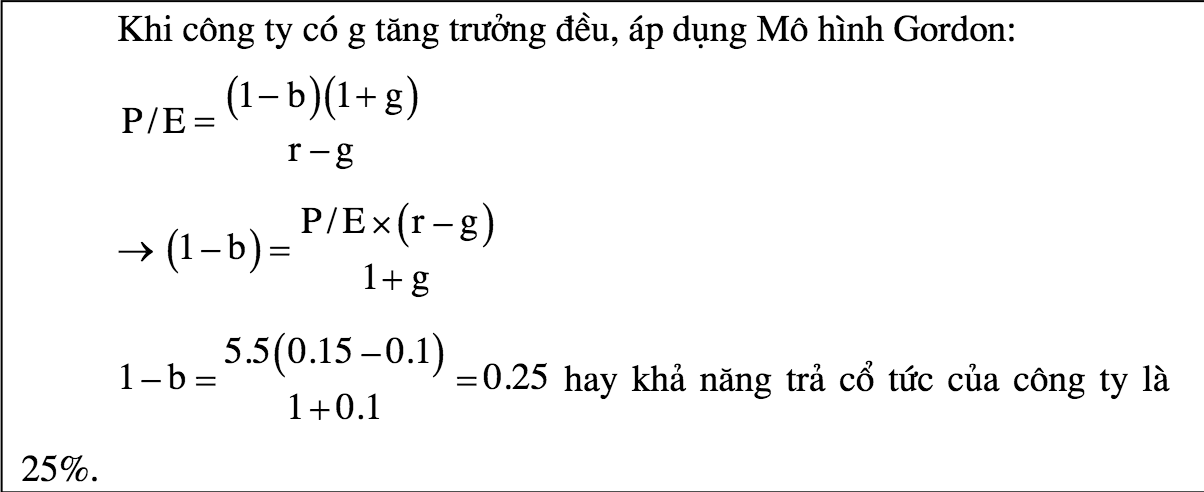 Khi công ty có g tăng trưởng đều, áp dụng Mô hình Gordon:
P/E = (1 − b)(1 + g)
r − g
→ (1 − b) = P/E × (r − g)
1 + g
1 − b = 5.5(0.15 − 0.1)
1 + 0.1
= 0.25 hay khả năng trả cổ tức của công ty là
25%.